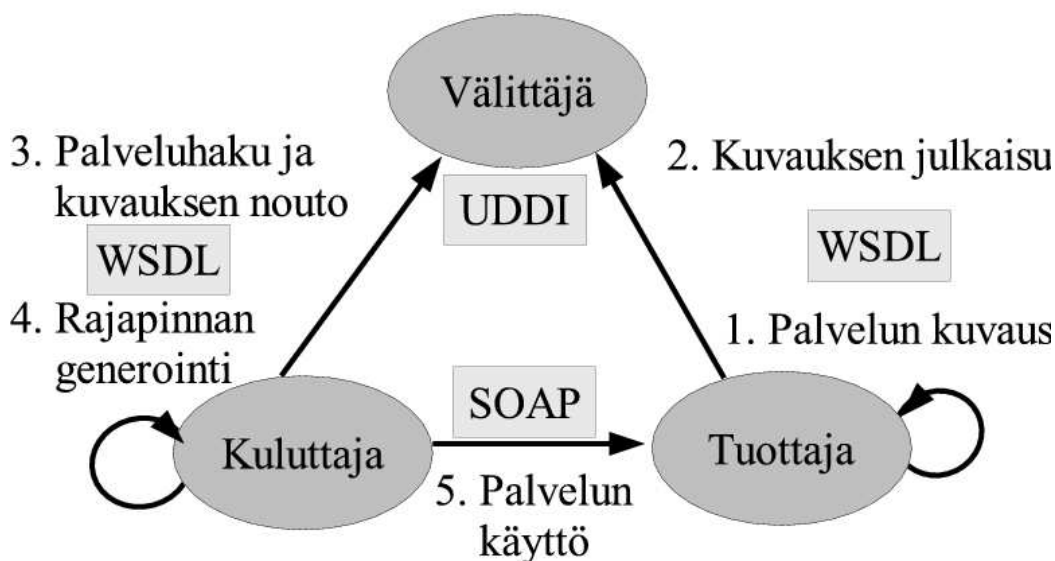 Välittäjä
3. Palveluhaku ja
kuvauksen nouto
2. Kuvauksen julkaisu
UDDI
WSDL
WSDL
4. Rajapinnan
generointi
1. Palvelun kuvaus
SOAP
Kuluttaja
Tuottaja
5. Palvelun
käyttö